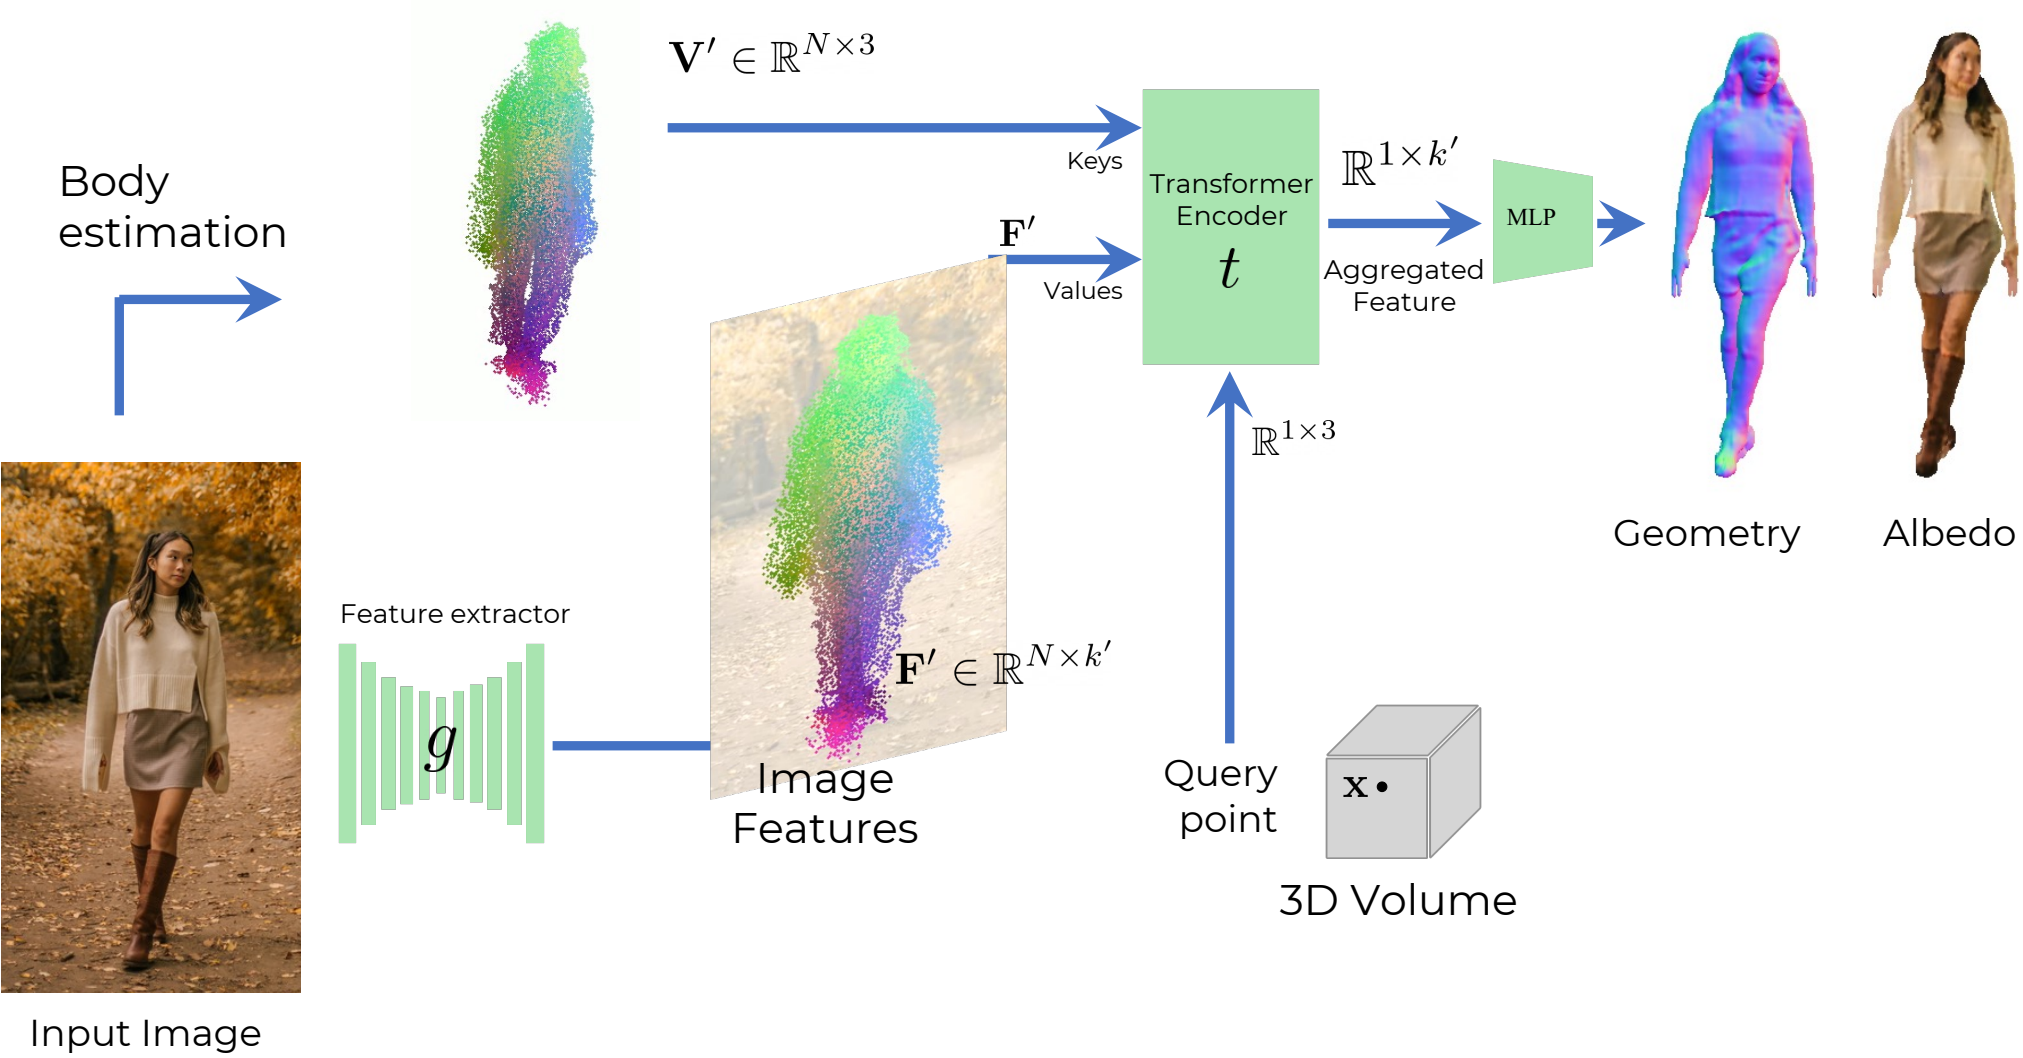 V′ ∈ ℝ^{N×3}
Body
estimation
Keys
Transformer
Encoder
t
ℝ^{1×k′}
MLP
F′
Values
Aggregated
Feature
ℝ^{1×3}
Geometry
Albedo
Feature extractor
g
F′ ∈ ℝ^{N×k′}
Image
Features
Query
point
x
3D Volume
Input Image